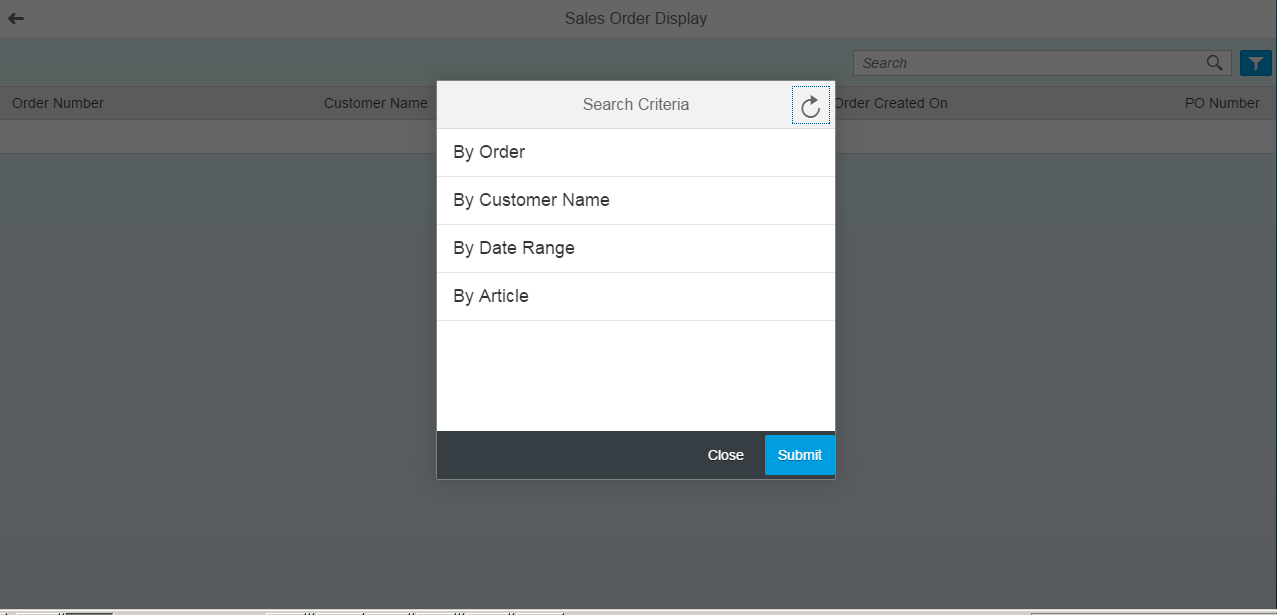 Sales Order Display
Search
Order Number Customer Name Order Created On PO Number
Search Criteria
By Order
By Customer Name
By Date Range
By Article
Close Submit